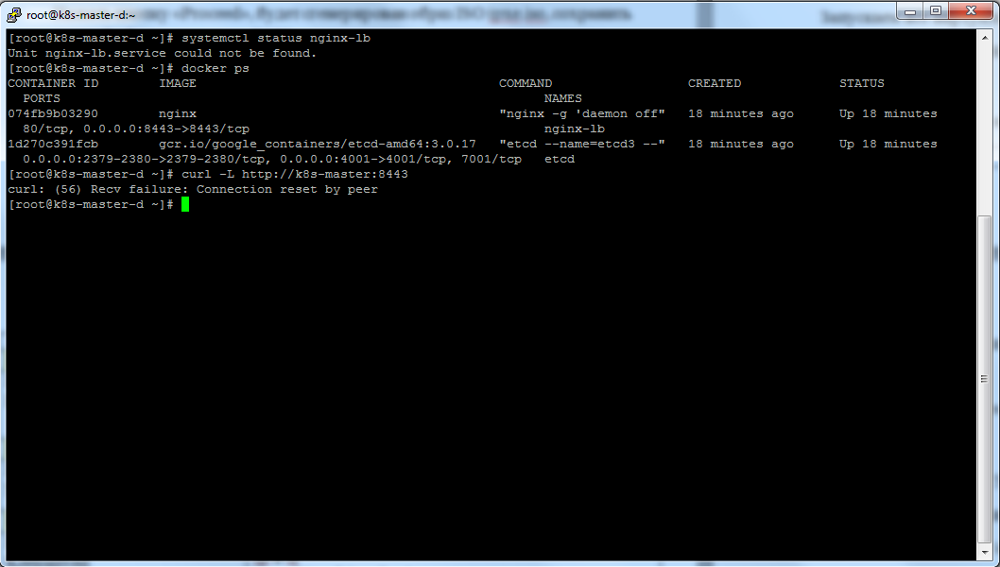 root@k8s-master-d:~
[root@k8s-master-d ~]# systemctl status nginx-lb
Unit nginx-lb.service could not be found.
[root@k8s-master-d ~]# docker ps
CONTAINER ID        IMAGE                                        COMMAND                  CREATED             STATUS
  PORTS                                                                NAMES
074fb9b03290        nginx                                        "nginx -g 'daemon off"   18 minutes ago      Up 18 minutes
  80/tcp, 0.0.0.0:8443->8443/tcp                                       nginx-lb
1d270c391fcb        gcr.io/google_containers/etcd-amd64:3.0.17   "etcd --name=etcd3 --"   18 minutes ago      Up 18 minutes
  0.0.0.0:2379-2380->2379-2380/tcp, 0.0.0.0:4001->4001/tcp, 7001/tcp   etcd
[root@k8s-master-d ~]# curl -L http://k8s-master:8443
curl: (56) Recv failure: Connection reset by peer
[root@k8s-master-d ~]#